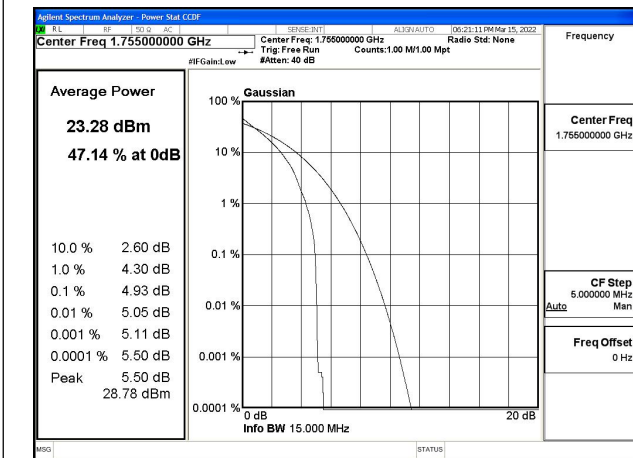 Agilent Spectrum Analyzer - Power Stat CCDF
RL RF 50 Ω AC SENSE:INT ALIGN AUTO 06:21:11 PM Mar 15, 2022
Center Freq 1.755000000 GHz
Center Freq: 1.755000000 GHz Radio Std: None
Trig: Free Run Counts:1.00 M/1.00 Mpt
#IFGain:Low #Atten: 40 dB
Frequency
Average Power
23.28 dBm
47.14 % at 0dB
10.0 % 2.60 dB
1.0 % 4.30 dB
0.1 % 4.93 dB
0.01 % 5.05 dB
0.001 % 5.11 dB
0.0001 % 5.50 dB
Peak 5.50 dB
28.78 dBm
Gaussian
100 %
10 %
1 %
0.1 %
0.01 %
0.001 %
0.0001 %
0 dB 20 dB
Info BW 15.000 MHz
Center Freq
1.755000000 GHz
CF Step
5.000000 MHz
Auto Man
Freq Offset
0 Hz
MSG STATUS